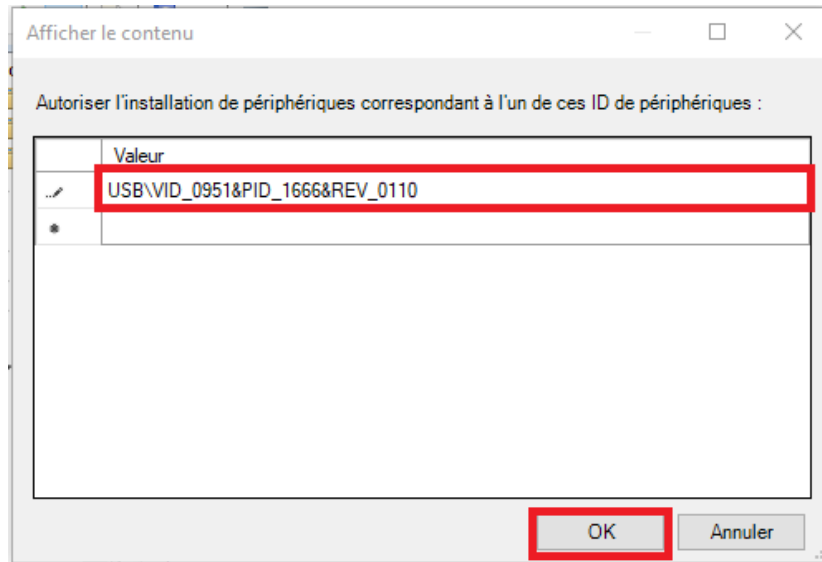 Afficher le contenu
Autoriser l'installation de périphériques correspondant à l'un de ces ID de périphériques :
Valeur
USB\VID_0951&PID_1666&REV_0110
OK
Annuler